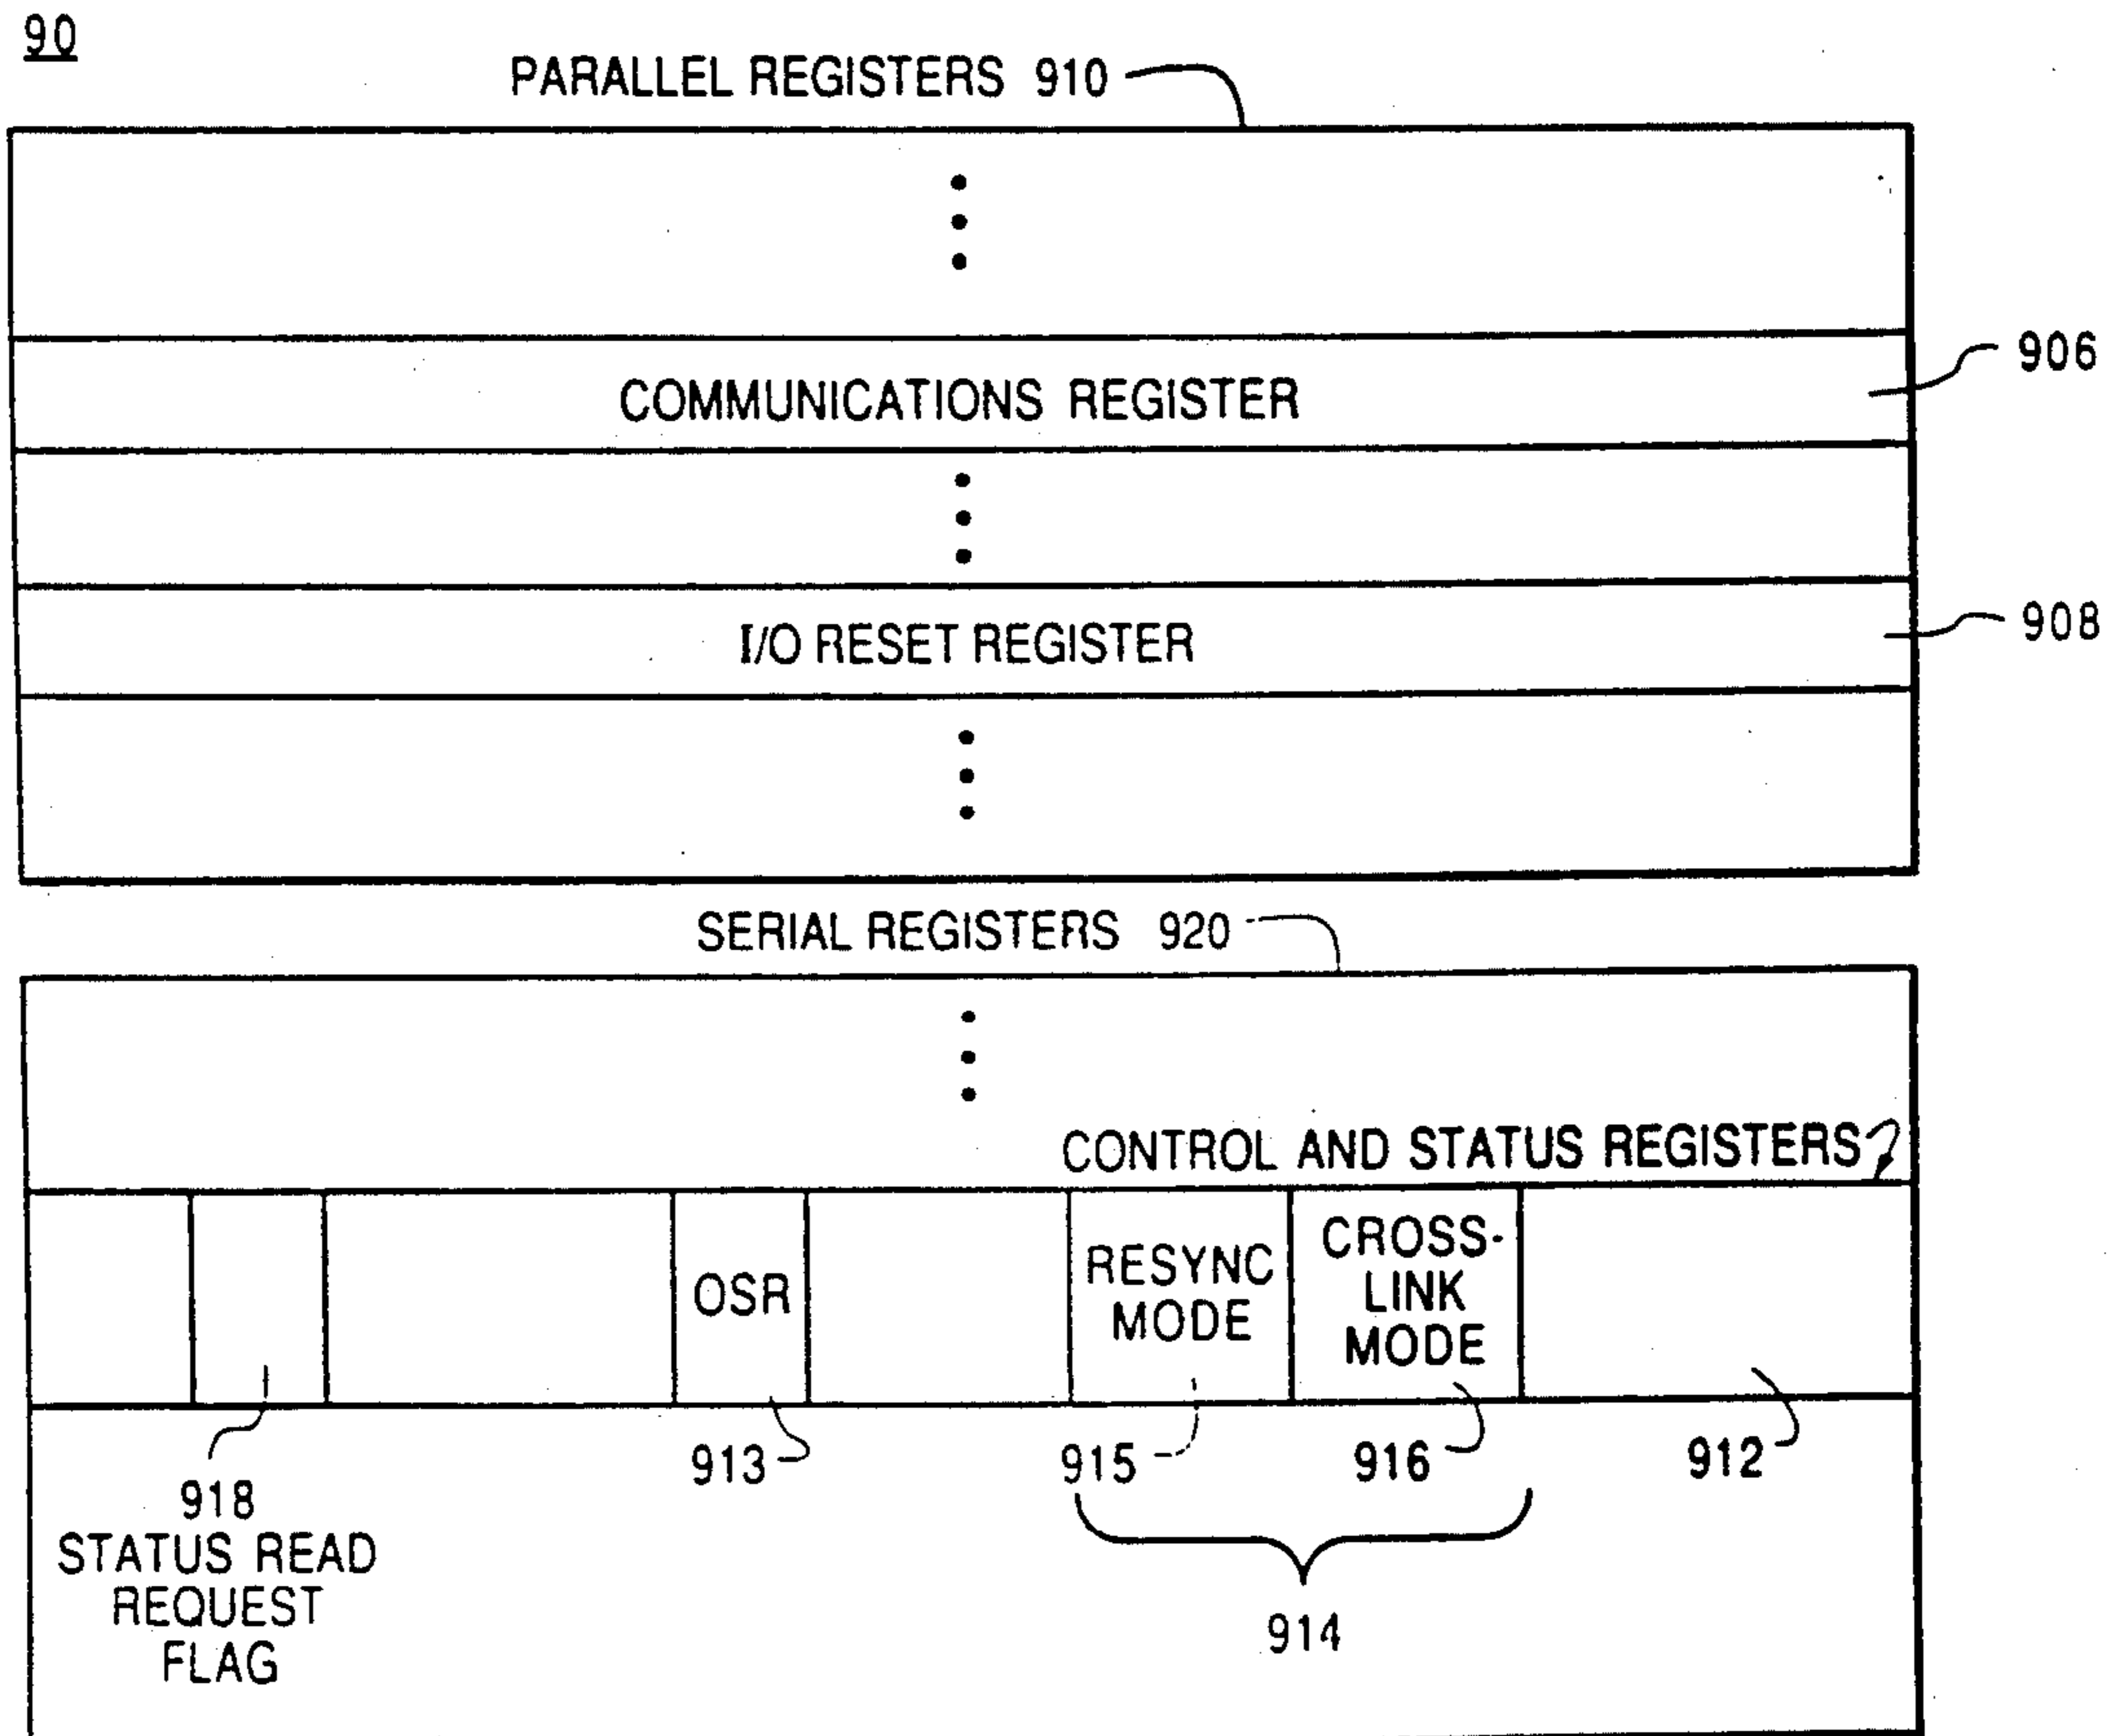 90
PARALLEL REGISTERS 910
COMMUNICATIONS REGISTER
906
I/O RESET REGISTER
908
SERIAL REGISTERS 920
CONTROL AND STATUS REGISTERS
OSR
RESYNC
MODE
CROSS-
LINK
MODE
918
STATUS READ
REQUEST
FLAG
913
915
916
912
914